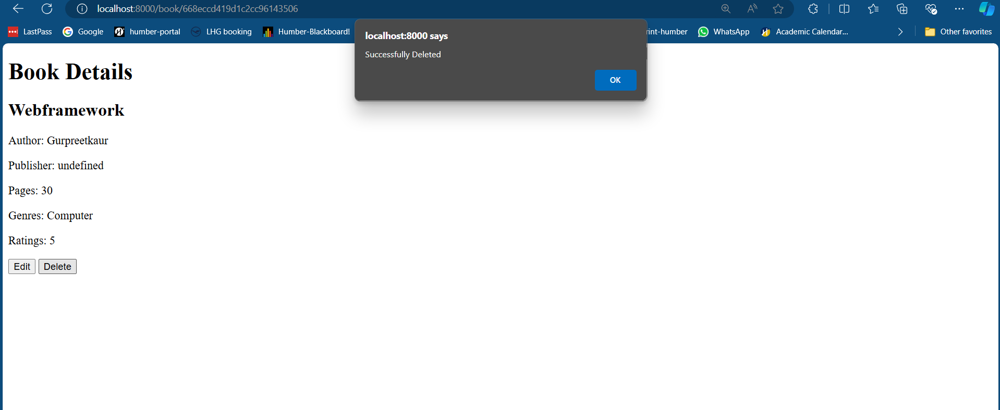 localhost:8000/book/668eccd419d1c2cc96143506
LastPass Google humber-portal LHG booking Humber-Blackboard! int-humber WhatsApp Academic Calendar... Other favorites
localhost:8000 says
Successfully Deleted
OK
Book Details
Webframework
Author: Gurpreetkaur
Publisher: undefined
Pages: 30
Genres: Computer
Ratings: 5
Edit Delete